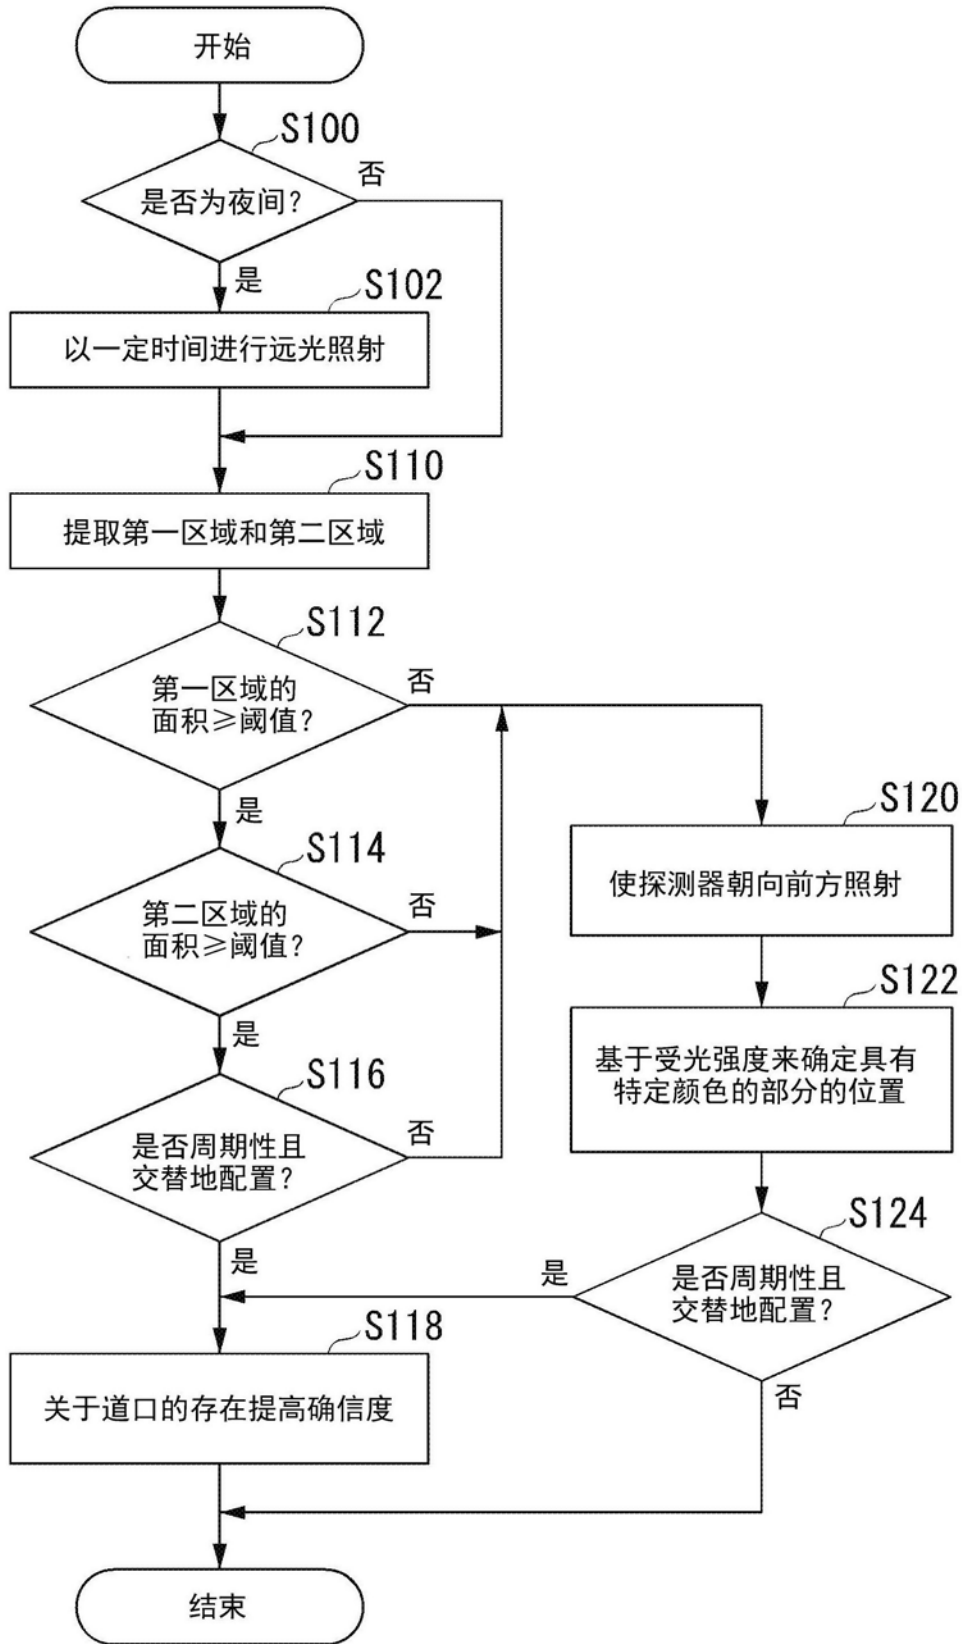 开始
S100
是否为夜间?
否
是
S102
以一定时间进行远光照射
S110
提取第一区域和第二区域
S112
第一区域的
面积≥阈值?
否
是
S114
第二区域的
面积≥阈值?
否
是
S116
是否周期性且
交替地配置?
否
是
S118
关于道口的存在提高确信度
S120
使探测器朝向前方照射
S122
基于受光强度来确定具有
特定颜色的部分的位置
S124
是否周期性且
交替地配置?
是
否
结束